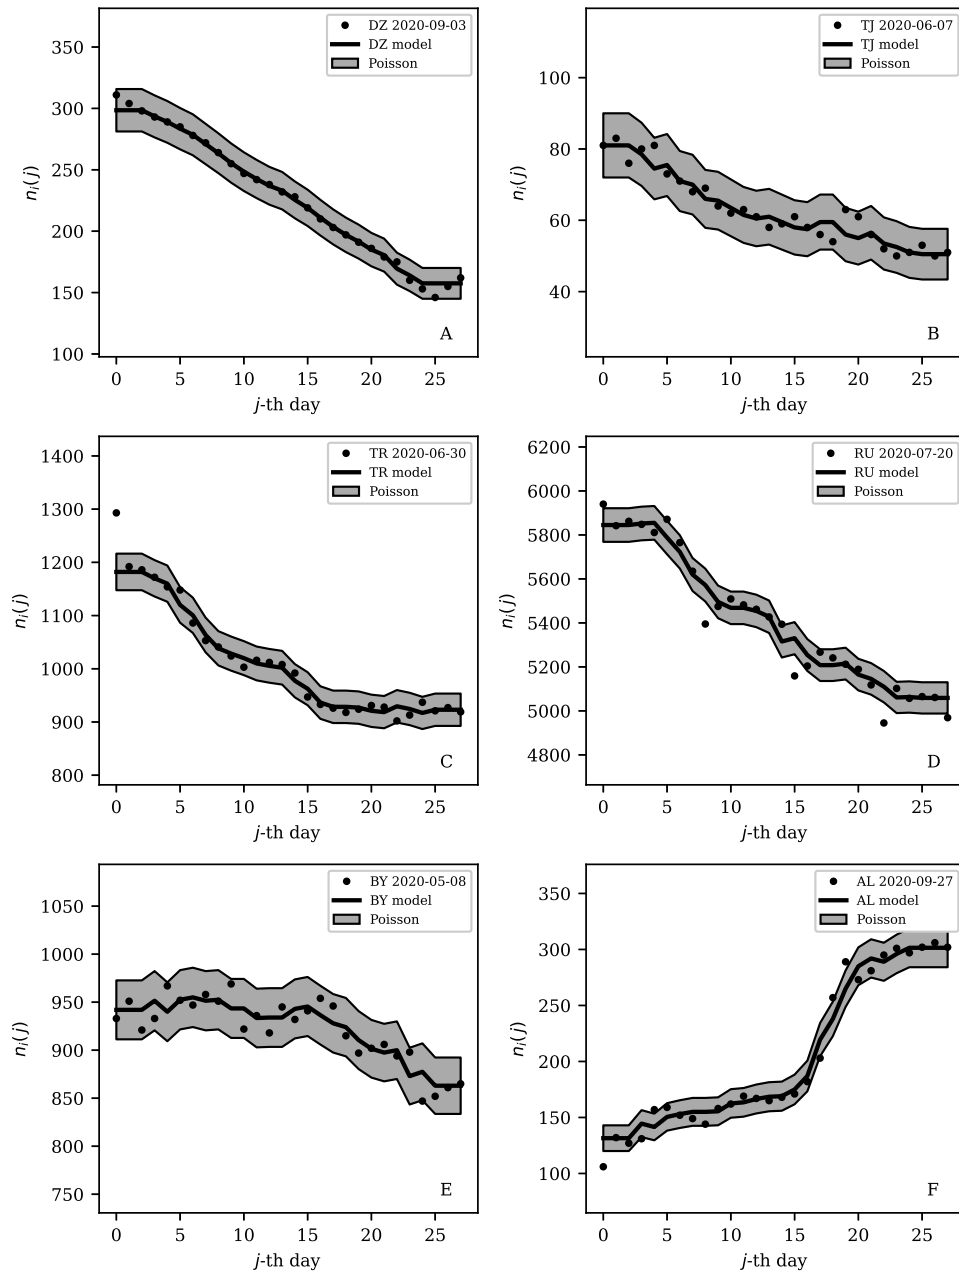 DZ 2020-09-03
DZ model
Poisson
350
300
250
200
150
100
n_i(j)
A
0 5 10 15 20 25
j-th day
TJ 2020-06-07
TJ model
Poisson
100
80
60
40
n_i(j)
B
0 5 10 15 20 25
j-th day
TR 2020-06-30
TR model
Poisson
1400
1300
1200
1100
1000
900
800
n_i(j)
C
0 5 10 15 20 25
j-th day
RU 2020-07-20
RU model
Poisson
6200
6000
5800
5600
5400
5200
5000
4800
n_i(j)
D
0 5 10 15 20 25
j-th day
BY 2020-05-08
BY model
Poisson
1050
1000
950
900
850
800
750
n_i(j)
E
0 5 10 15 20 25
j-th day
AL 2020-09-27
AL model
Poisson
350
300
250
200
150
100
n_i(j)
F
0 5 10 15 20 25
j-th day